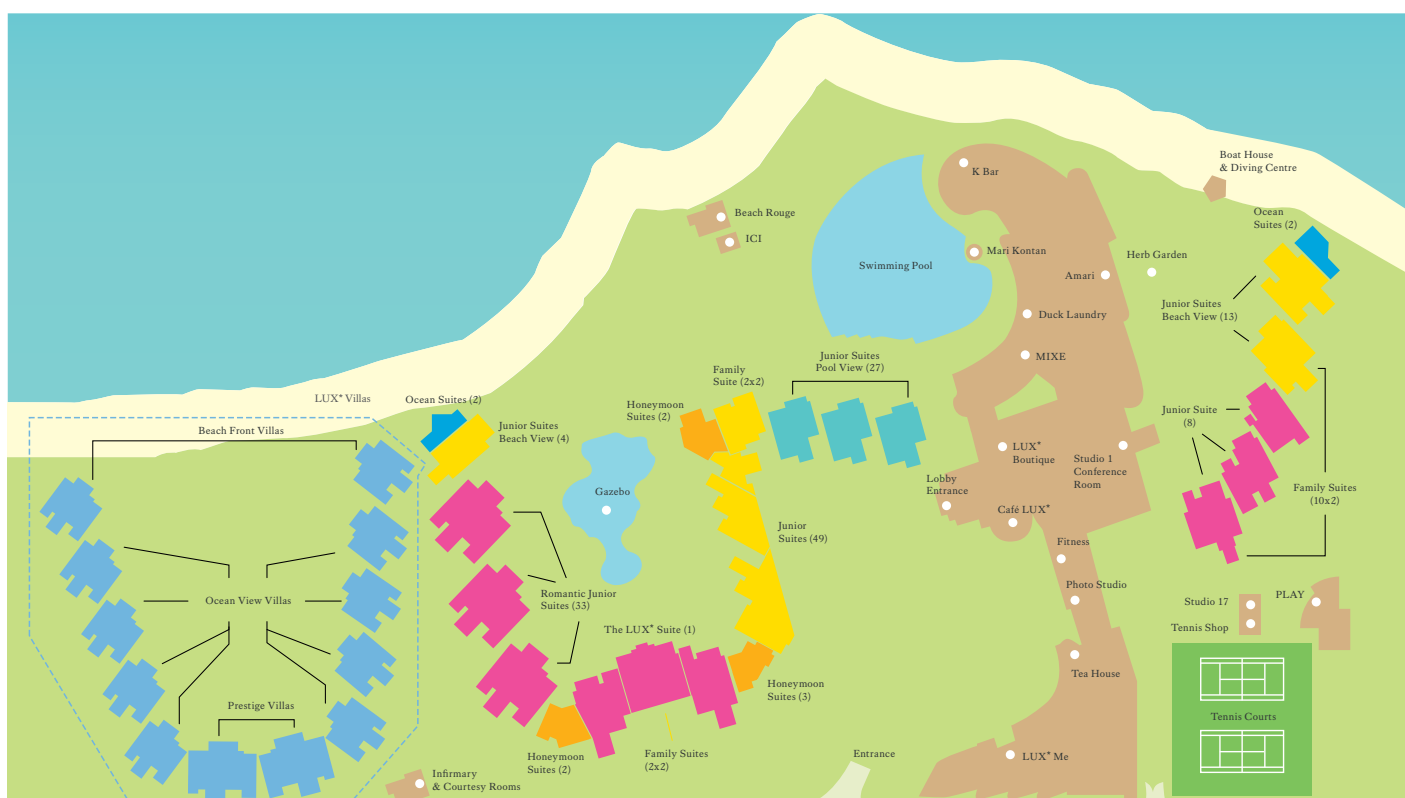 Boat House
& Diving Centre
K Bar
Beach Rouge
ICI
Ocean
Suites (2)
Mari Kontan
Herb Garden
Swimming Pool
Amari
Junior Suites
Beach View (13)
Duck Laundry
MIXE
Junior Suites
Pool View (27)
Family
Suite (2x2)
Honeymoon
Suites (2)
LUX* Villas
Ocean Suites (2)
Junior Suites
Beach View (4)
Beach Front Villas
Junior Suite
(8)
LUX*
Boutique
Studio 1
Conference
Room
Lobby
Entrance
Gazebo
Family Suites
(10x2)
Café LUX*
Junior
Suites (49)
Fitness
Photo Studio
Romantic Junior
Suites (33)
Ocean View Villas
Studio 17
PLAY
Tennis Shop
The LUX* Suite (1)
Tea House
Honeymoon
Suites (3)
Prestige Villas
Tennis Courts
Honeymoon
Suites (2)
Family Suites
(2x2)
Entrance
LUX* Me
Infirmary
& Courtesy Rooms